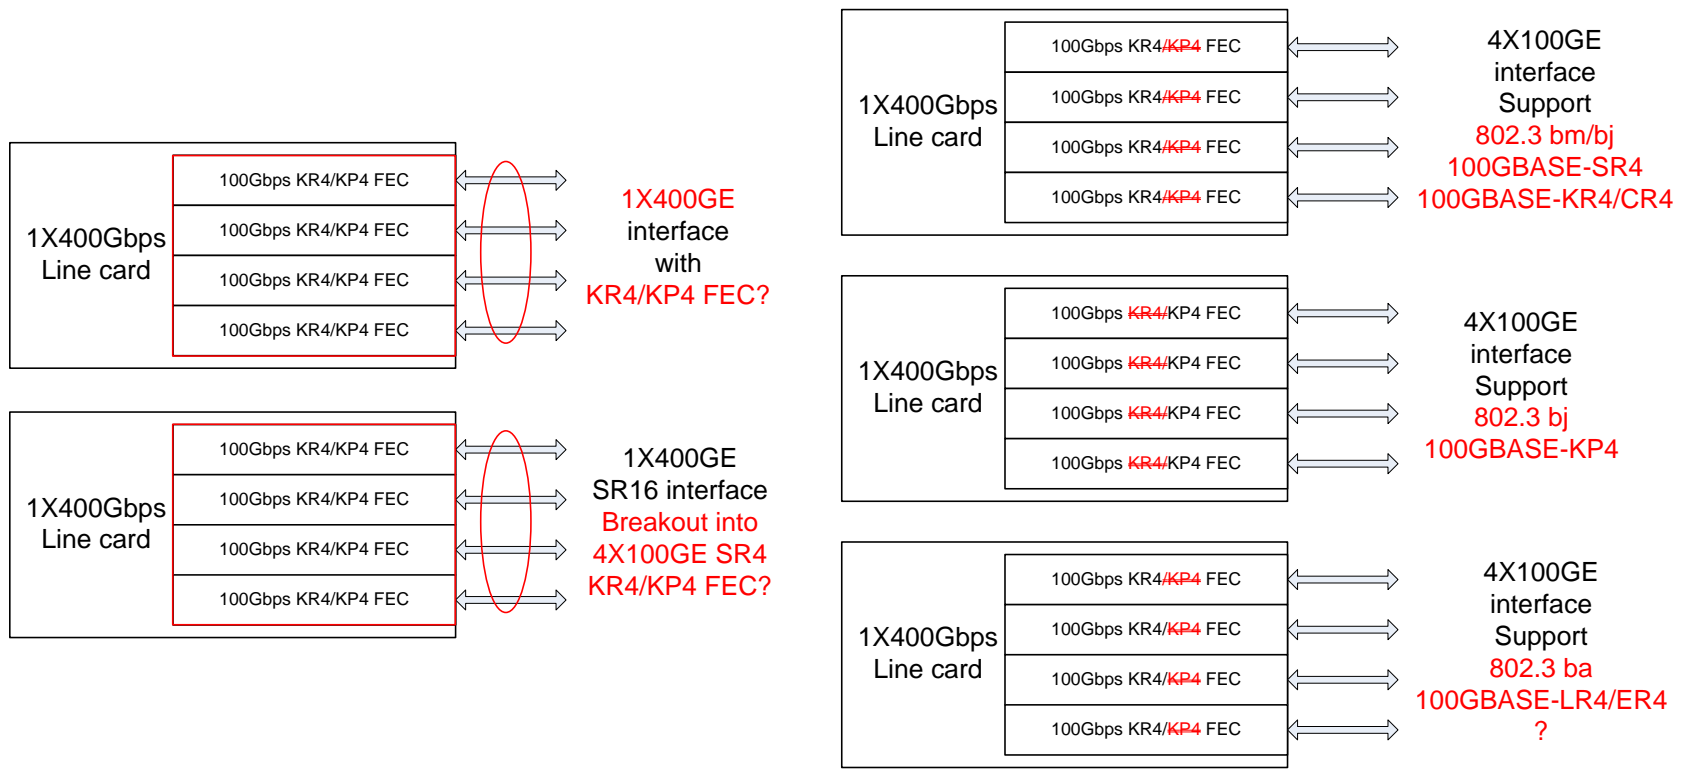 1X400Gbps
Line card
100Gbps KR4/KP4 FEC
100Gbps KR4/KP4 FEC
100Gbps KR4/KP4 FEC
100Gbps KR4/KP4 FEC
1X400GE
interface
with
KR4/KP4 FEC?
1X400Gbps
Line card
100Gbps KR4/KP4 FEC
100Gbps KR4/KP4 FEC
100Gbps KR4/KP4 FEC
100Gbps KR4/KP4 FEC
1X400GE
SR16 interface
Breakout into
4X100GE SR4
KR4/KP4 FEC?
1X400Gbps
Line card
100Gbps KR4/KP4 FEC
100Gbps KR4/KP4 FEC
100Gbps KR4/KP4 FEC
100Gbps KR4/KP4 FEC
4X100GE
interface
Support
802.3 bm/bj
100GBASE-SR4
100GBASE-KR4/CR4
1X400Gbps
Line card
100Gbps KR4/KP4 FEC
100Gbps KR4/KP4 FEC
100Gbps KR4/KP4 FEC
100Gbps KR4/KP4 FEC
4X100GE
interface
Support
802.3 bj
100GBASE-KP4
1X400Gbps
Line card
100Gbps KR4/KP4 FEC
100Gbps KR4/KP4 FEC
100Gbps KR4/KP4 FEC
100Gbps KR4/KP4 FEC
4X100GE
interface
Support
802.3 ba
100GBASE-LR4/ER4
?